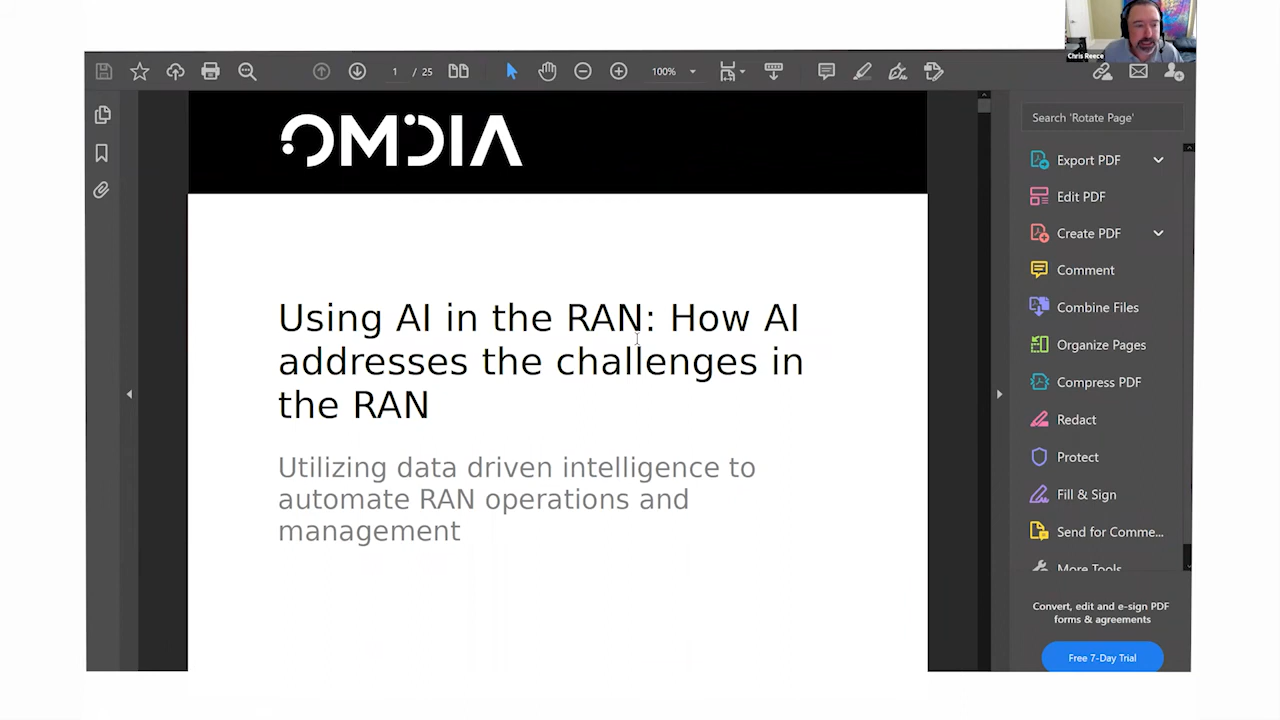 Chris Reece
1 / 25
100%
Search 'Rotate Page'
OMDIA
Export PDF
Edit PDF
Create PDF
Comment
Combine Files
Organize Pages
Compress PDF
Redact
Protect
Fill & Sign
Send for Comme...
More Tools
Using AI in the RAN: How AI
addresses the challenges in
the RAN
Utilizing data driven intelligence to
automate RAN operations and
management
Convert, edit and e-sign PDF
forms & agreements
Free 7-Day Trial